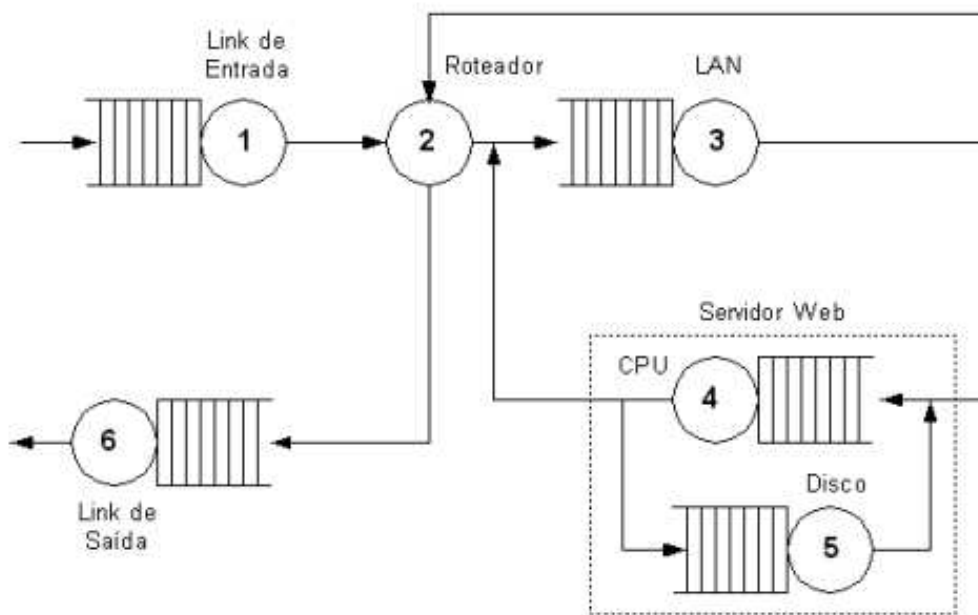 Link de
Entrada
Roteador
LAN
1
2
3
Servidor Web
CPU
4
6
Disco
Link de
Saída
5